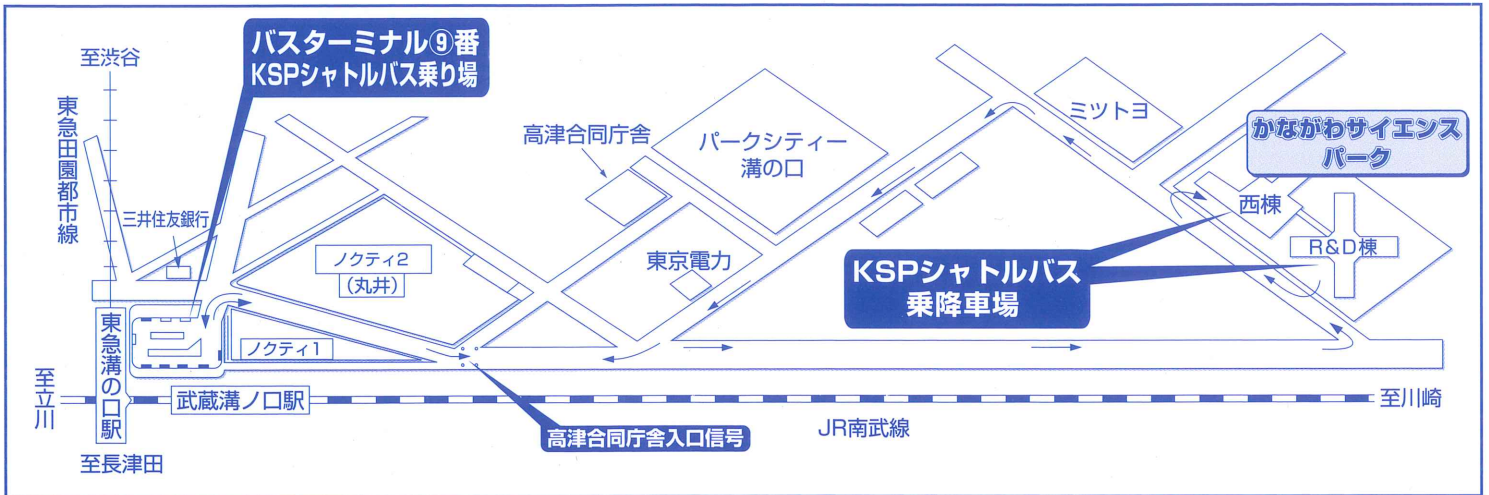 至渋谷
東急田園都市線
バスターミナル⑨番
KSPシャトルバス乗り場
三井住友銀行
ノクティ2
(丸井)
ノクティ1
高津合同庁舎
パークシティー
溝の口
東京電力
ミツトヨ
かながわサイエンス
パーク
西棟
R&D棟
KSPシャトルバス
乗降車場
東急溝の口駅
至立川
武蔵溝ノ口駅
高津合同庁舎入口信号
JR南武線
至川崎
至長津田